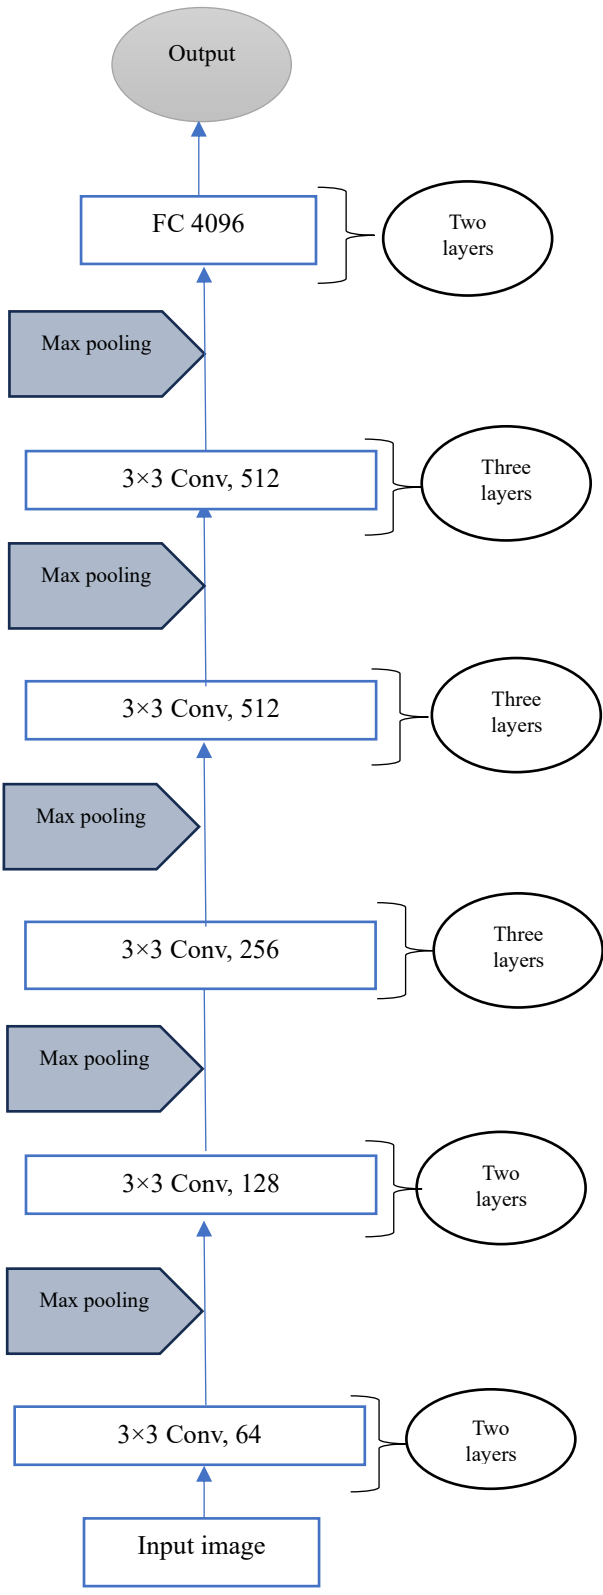 Output
FC 4096
Two
layers
Max pooling
3×3 Conv, 512
Three
layers
Max pooling
3×3 Conv, 512
Three
layers
Max pooling
3×3 Conv, 256
Three
layers
Max pooling
3×3 Conv, 128
Two
layers
Max pooling
3×3 Conv, 64
Two
layers
Input image